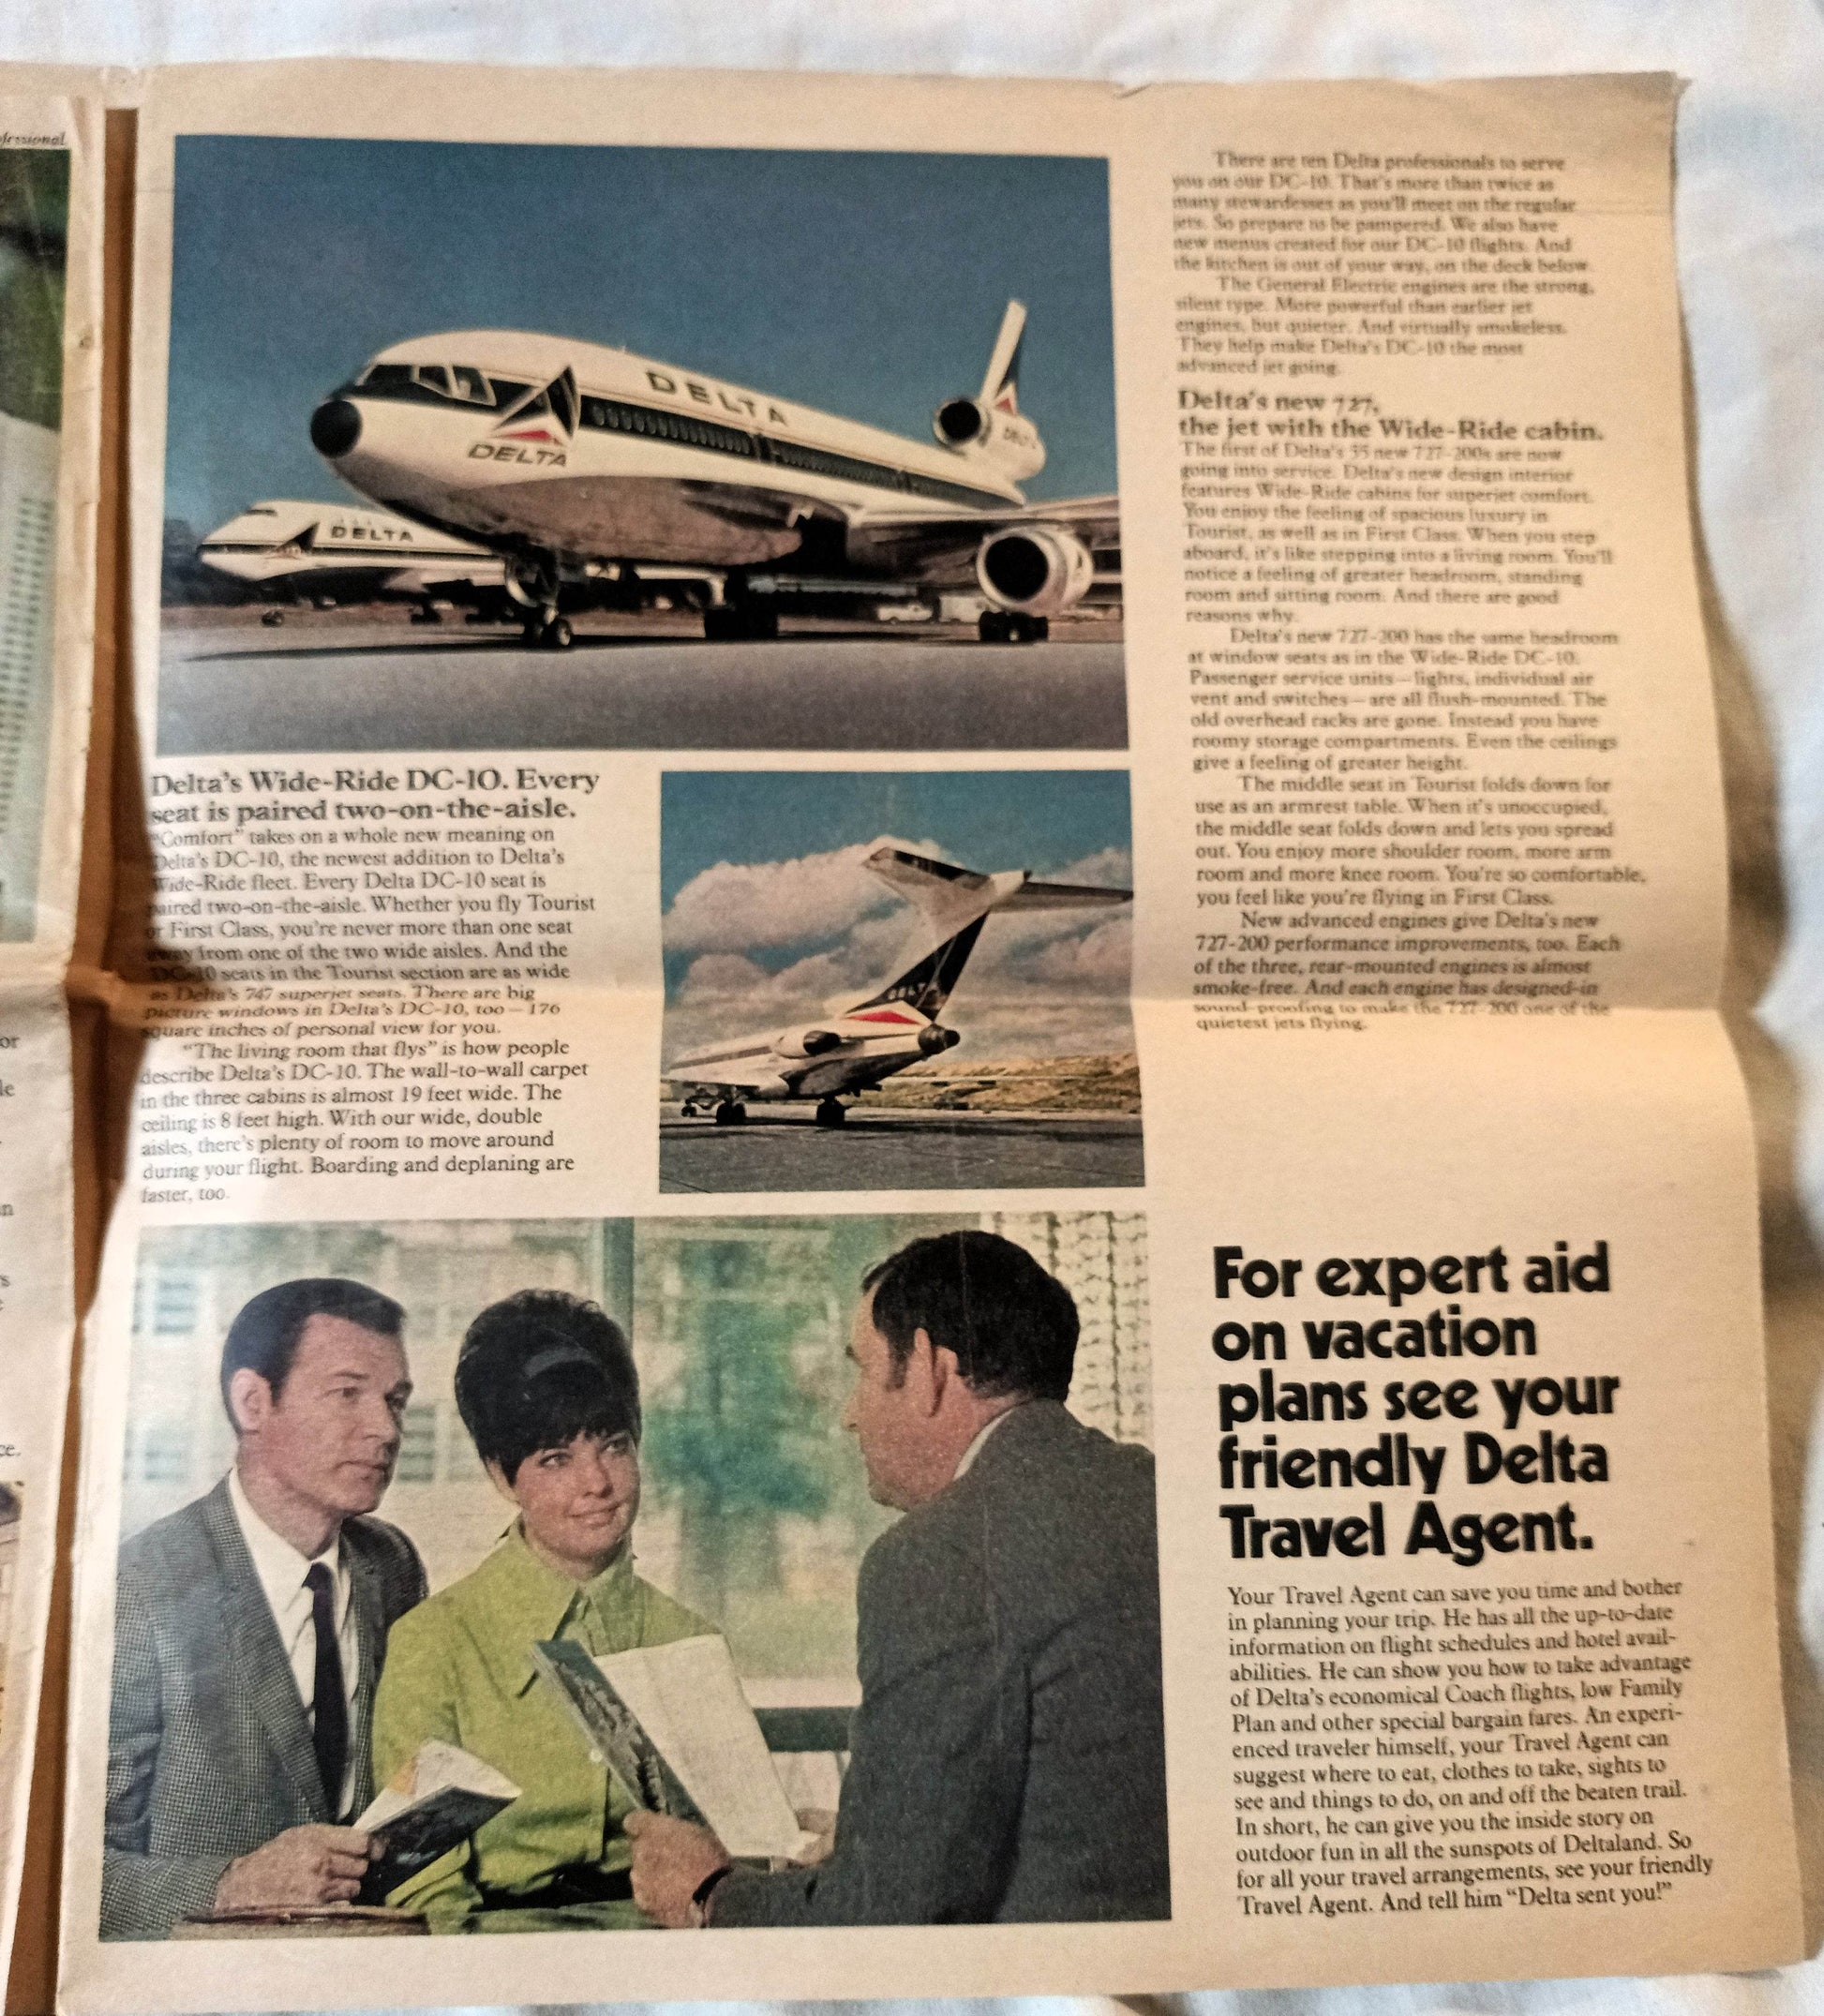 fessional.
DELTA
DELTA
DELTA
Delta's Wide-Ride DC-10. Every
seat is paired two-on-the-aisle.
"Comfort" takes on a whole new meaning on
Delta's DC-10, the newest addition to Delta's
Wide-Ride fleet. Every Delta DC-10 seat is
paired two-on-the-aisle. Whether you fly Tourist
or First Class, you're never more than one seat
away from one of the two wide aisles. And the
DC-10 seats in the Tourist section are as wide
as Delta's 747 superjet seats. There are big
picture windows in Delta's DC-10, too—176
square inches of personal view for you.
"The living room that flys" is how people
describe Delta's DC-10. The wall-to-wall carpet
in the three cabins is almost 19 feet wide. The
ceiling is 8 feet high. With our wide, double
aisles, there's plenty of room to move around
during your flight. Boarding and deplaning are
faster, too.
DELTA
There are ten Delta professionals to serve
you on our DC-10. That's more than twice as
many stewardesses as you'll meet on the regular
jets. So prepare to be pampered. We also have
new menus created for our DC-10 flights. And
the kitchen is out of your way, on the deck below.
The General Electric engines are the strong,
silent type. More powerful than earlier jet
engines, but quieter. And virtually smokeless.
They help make Delta's DC-10 the most
advanced jet going.
Delta's new 727,
the jet with the Wide-Ride cabin.
The first of Delta's 35 new 727-200s are now
going into service. Delta's new design interior
features Wide-Ride cabins for superjet comfort.
You enjoy the feeling of spacious luxury in
Tourist, as well as in First Class. When you step
aboard, it's like stepping into a living room. You'll
notice a feeling of greater headroom, standing
room and sitting room. And there are good
reasons why.
Delta's new 727-200 has the same headroom
at window seats as in the Wide-Ride DC-10.
Passenger service units—lights, individual air
vent and switches—are all flush-mounted. The
old overhead racks are gone. Instead you have
roomy storage compartments. Even the ceilings
give a feeling of greater height.
The middle seat in Tourist folds down for
use as an armrest table. When it's unoccupied,
the middle seat folds down and lets you spread
out. You enjoy more shoulder room, more arm
room and more knee room. You're so comfortable,
you feel like you're flying in First Class.
New advanced engines give Delta's new
727-200 performance improvements, too. Each
of the three, rear-mounted engines is almost
smoke-free. And each engine has designed-in
sound-proofing to make the 727-200 one of the
quietest jets flying.
For expert aid
on vacation
plans see your
friendly Delta
Travel Agent.
Your Travel Agent can save you time and bother
in planning your trip. He has all the up-to-date
information on flight schedules and hotel avail-
abilities. He can show you how to take advantage
of Delta's economical Coach flights, low Family
Plan and other special bargain fares. An experi-
enced traveler himself, your Travel Agent can
suggest where to eat, clothes to take, sights to
see and things to do, on and off the beaten trail.
In short, he can give you the inside story on
outdoor fun in all the sunspots of Deltaland. So
for all your travel arrangements, see your friendly
Travel Agent. And tell him "Delta sent you!"